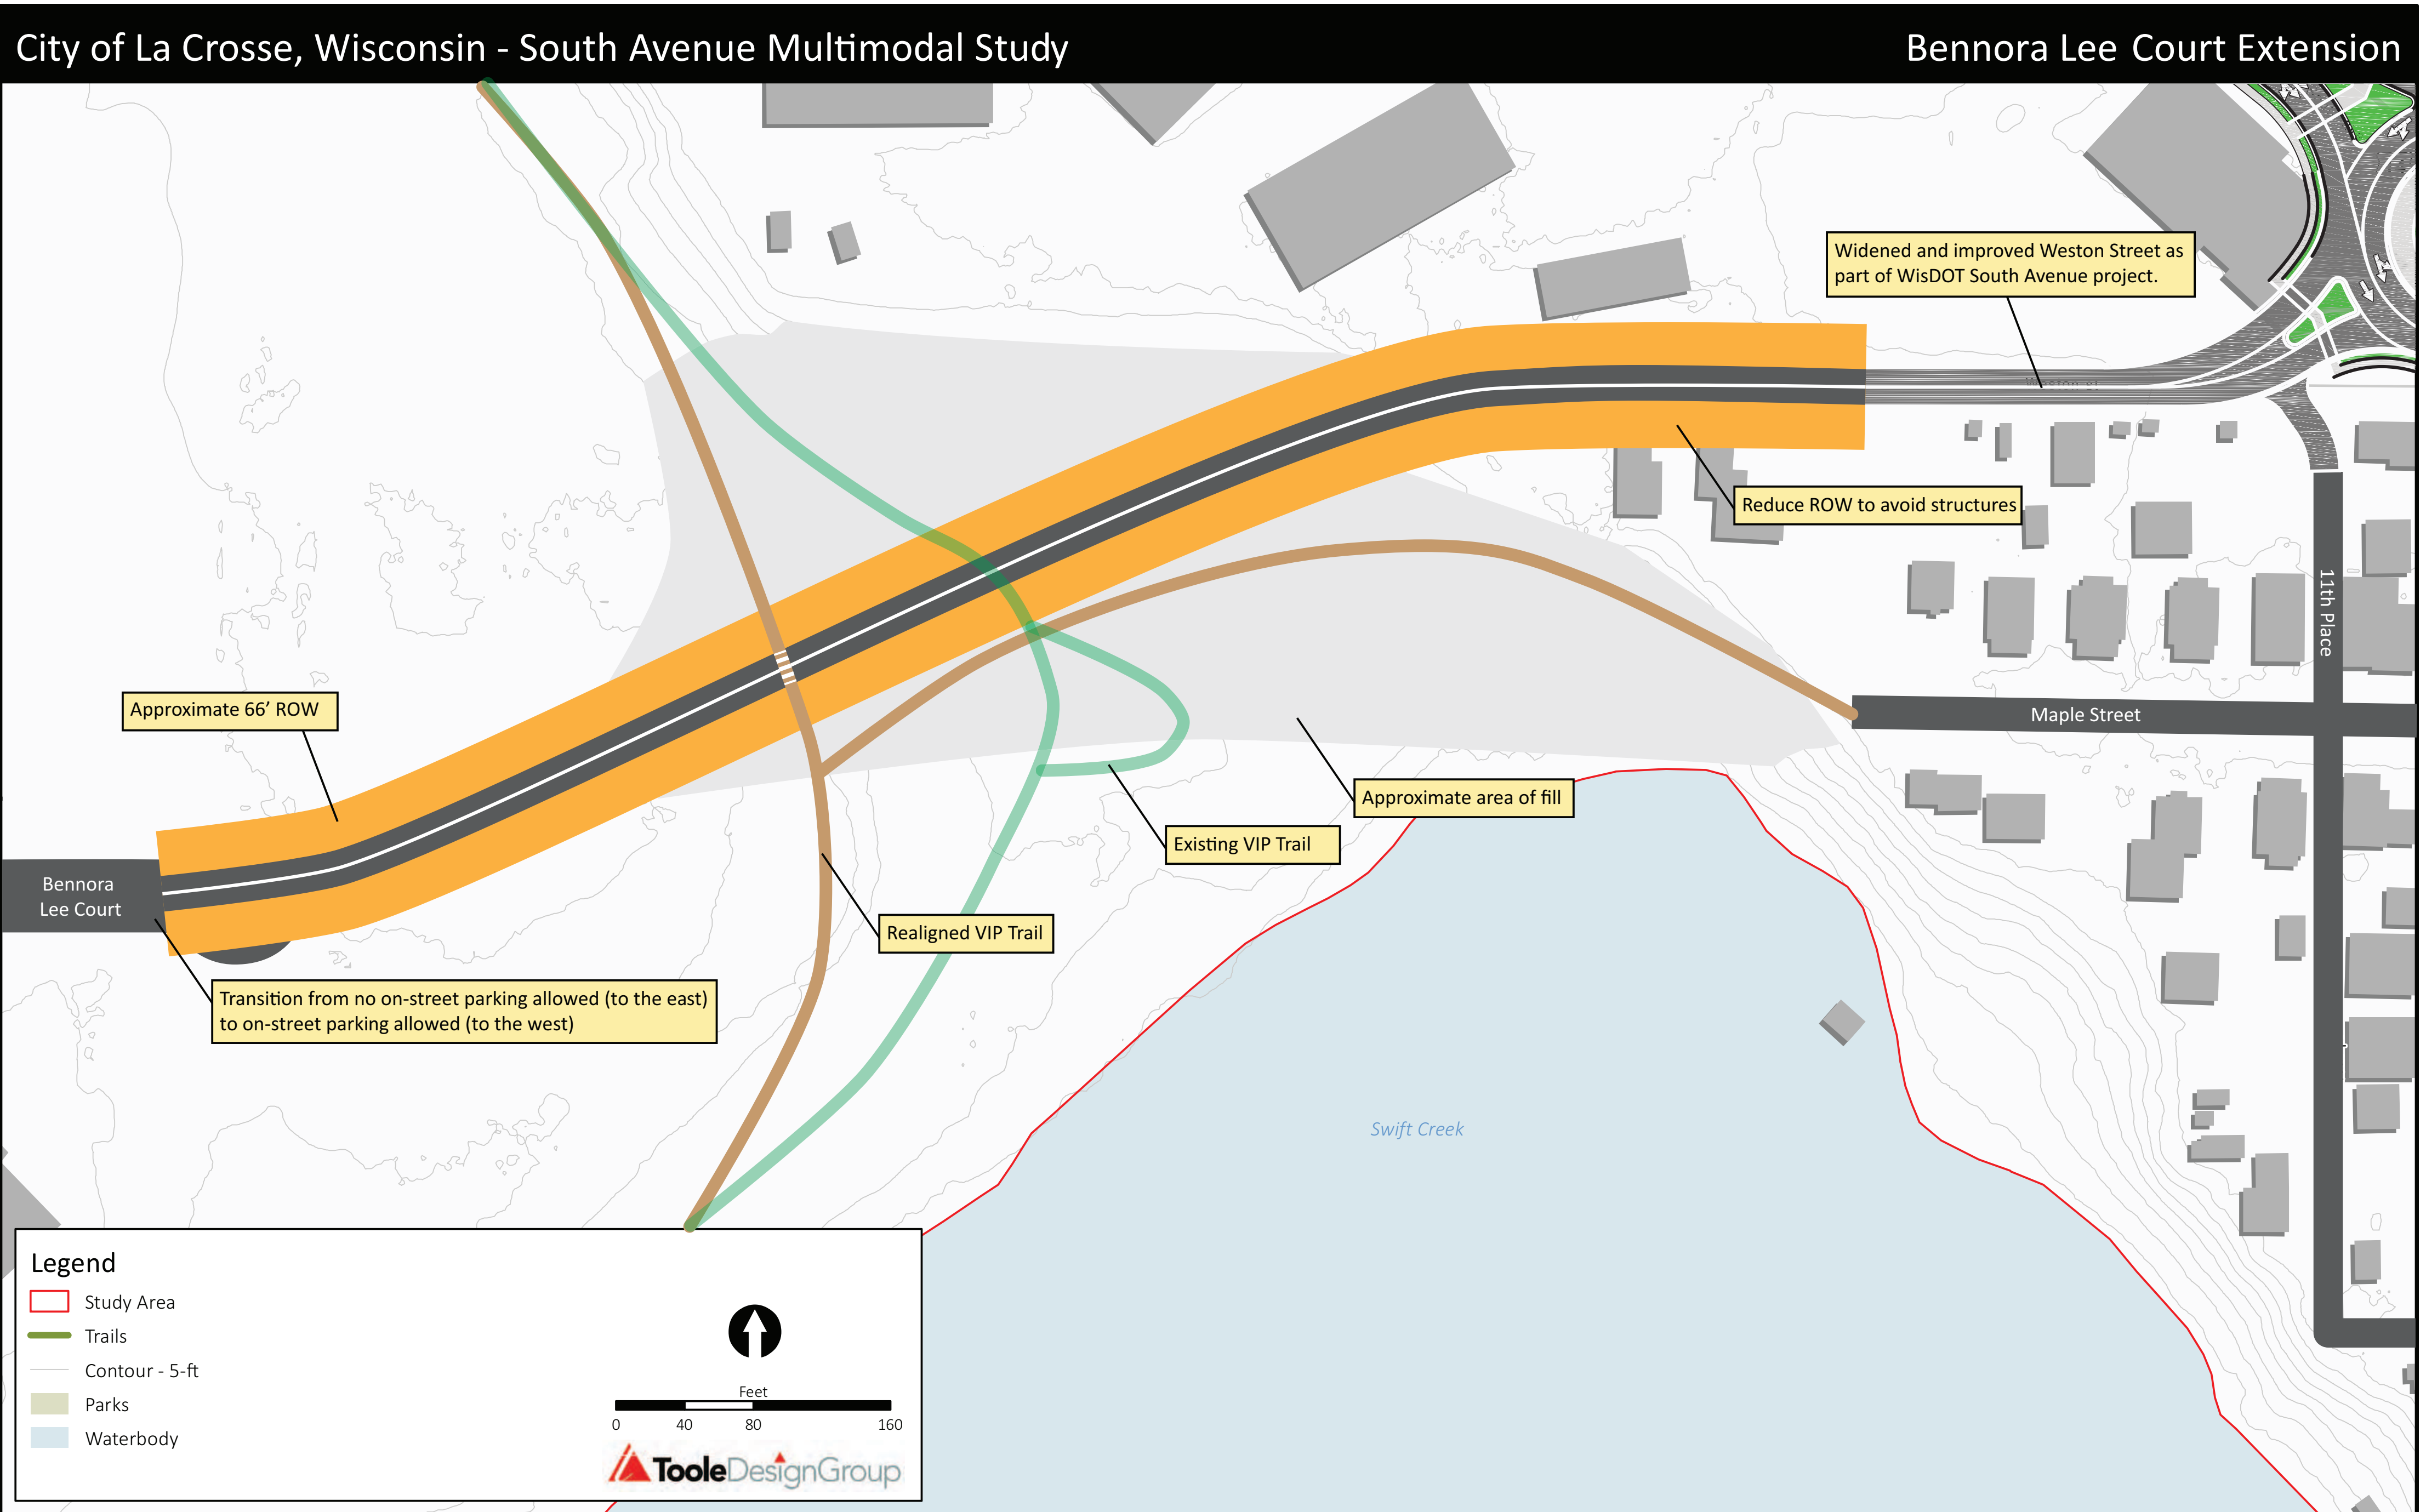 City of La Crosse, Wisconsin - South Avenue Multimodal Study
Bennora Lee Court Extension
Widened and improved Weston Street as
part of WisDOT South Avenue project.
Weston St
Reduce ROW to avoid structures
11th Place
Approximate 66’ ROW
Maple Street
Approximate area of fill
Existing VIP Trail
Bennora
Lee Court
Realigned VIP Trail
Transition from no on-street parking allowed (to the east)
to on-street parking allowed (to the west)
Swift Creek
Legend
Study Area
Trails
Contour - 5-ft
Parks
Waterbody
Feet
0 40 80 160
TooleDesignGroup